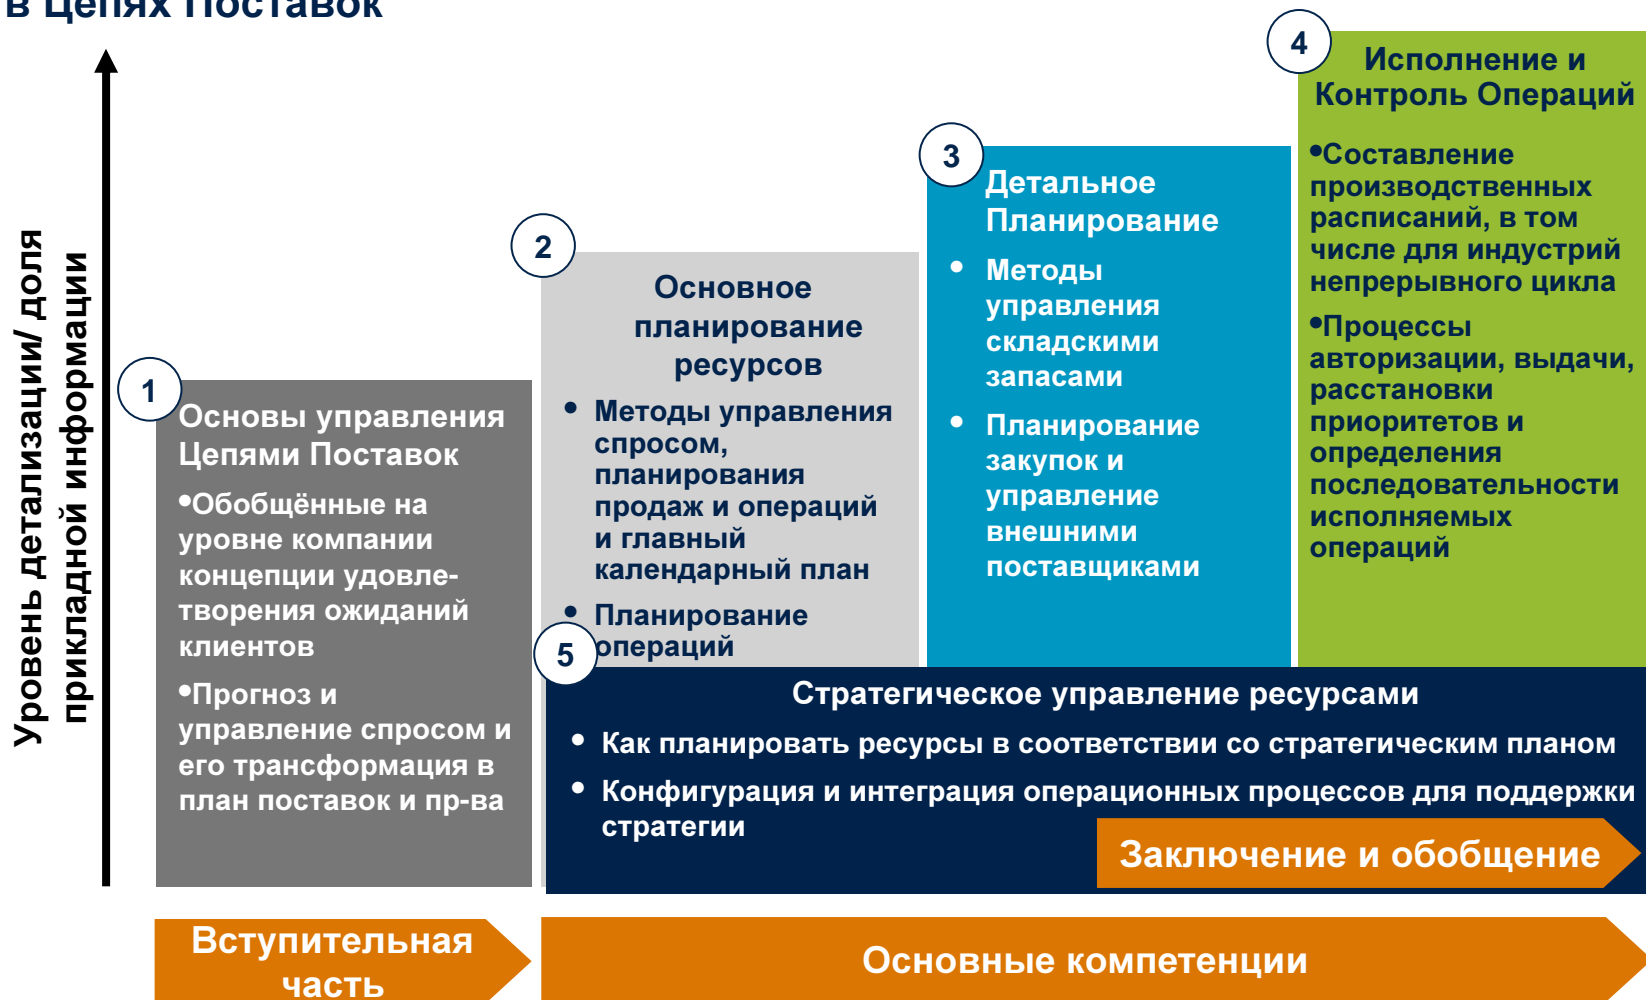 в Цепях Поставок
Уровень детализации/ доля
прикладной информации
1
Основы управления
Цепями Поставок
•Обобщённые на
уровне компании
концепции удовле-
творения ожиданий
клиентов
•Прогноз и
управление спросом и
его трансформация в
план поставок и пр-ва
2
Основное
планирование
ресурсов
• Методы управления
спросом,
планирования
продаж и операций
и главный
календарный план
• Планирование
операций
3
Детальное
Планирование
• Методы
управления
складскими
запасами
• Планирование
закупок и
управление
внешними
поставщиками
4
Исполнение и
Контроль Операций
•Составление
производственных
расписаний, в том
числе для индустрий
непрерывного цикла
•Процессы
авторизации, выдачи,
расстановки
приоритетов и
определения
последовательности
исполняемых
операций
5
Стратегическое управление ресурсами
• Как планировать ресурсы в соответствии со стратегическим планом
• Конфигурация и интеграция операционных процессов для поддержки
стратегии
Заключение и обобщение
Вступительная
часть
Основные компетенции